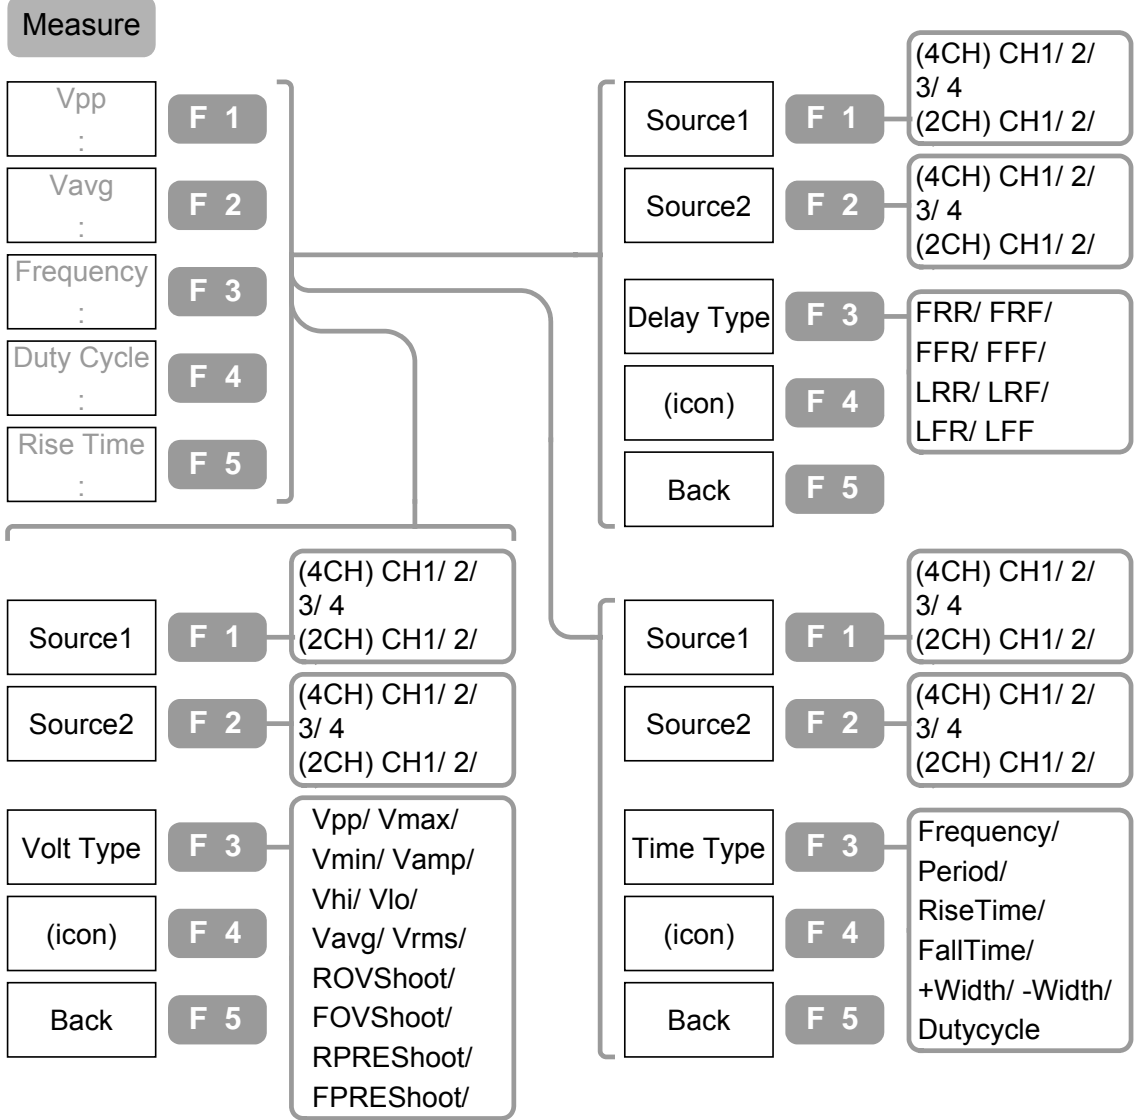 Measure
Vpp
:
F 1
Vavg
:
F 2
Frequency
:
F 3
Duty Cycle
:
F 4
Rise Time
:
F 5
Source1
F 1
(4CH) CH1/ 2/
3/ 4
(2CH) CH1/ 2/
Source2
F 2
(4CH) CH1/ 2/
3/ 4
(2CH) CH1/ 2/
Delay Type
F 3
FRR/ FRF/
FFR/ FFF/
LRR/ LRF/
LFR/ LFF
(icon)
F 4
Back
F 5
Source1
F 1
(4CH) CH1/ 2/
3/ 4
(2CH) CH1/ 2/
Source2
F 2
(4CH) CH1/ 2/
3/ 4
(2CH) CH1/ 2/
Volt Type
F 3
Vpp/ Vmax/
Vmin/ Vamp/
Vhi/ Vlo/
Vavg/ Vrms/
ROVShoot/
FOVShoot/
RPREShoot/
FPREShoot/
(icon)
F 4
Back
F 5
Source1
F 1
(4CH) CH1/ 2/
3/ 4
(2CH) CH1/ 2/
Source2
F 2
(4CH) CH1/ 2/
3/ 4
(2CH) CH1/ 2/
Time Type
F 3
Frequency/
Period/
RiseTime/
FallTime/
+Width/ -Width/
Dutycycle
(icon)
F 4
Back
F 5